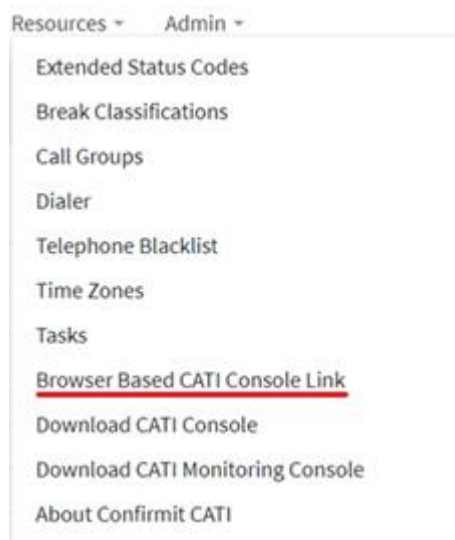 Resources Admin
Extended Status Codes
Break Classifications
Call Groups
Dialer
Telephone Blacklist
Time Zones
Tasks
Browser Based CATI Console Link
Download CATI Console
Download CATI Monitoring Console
About Confirmit CATI